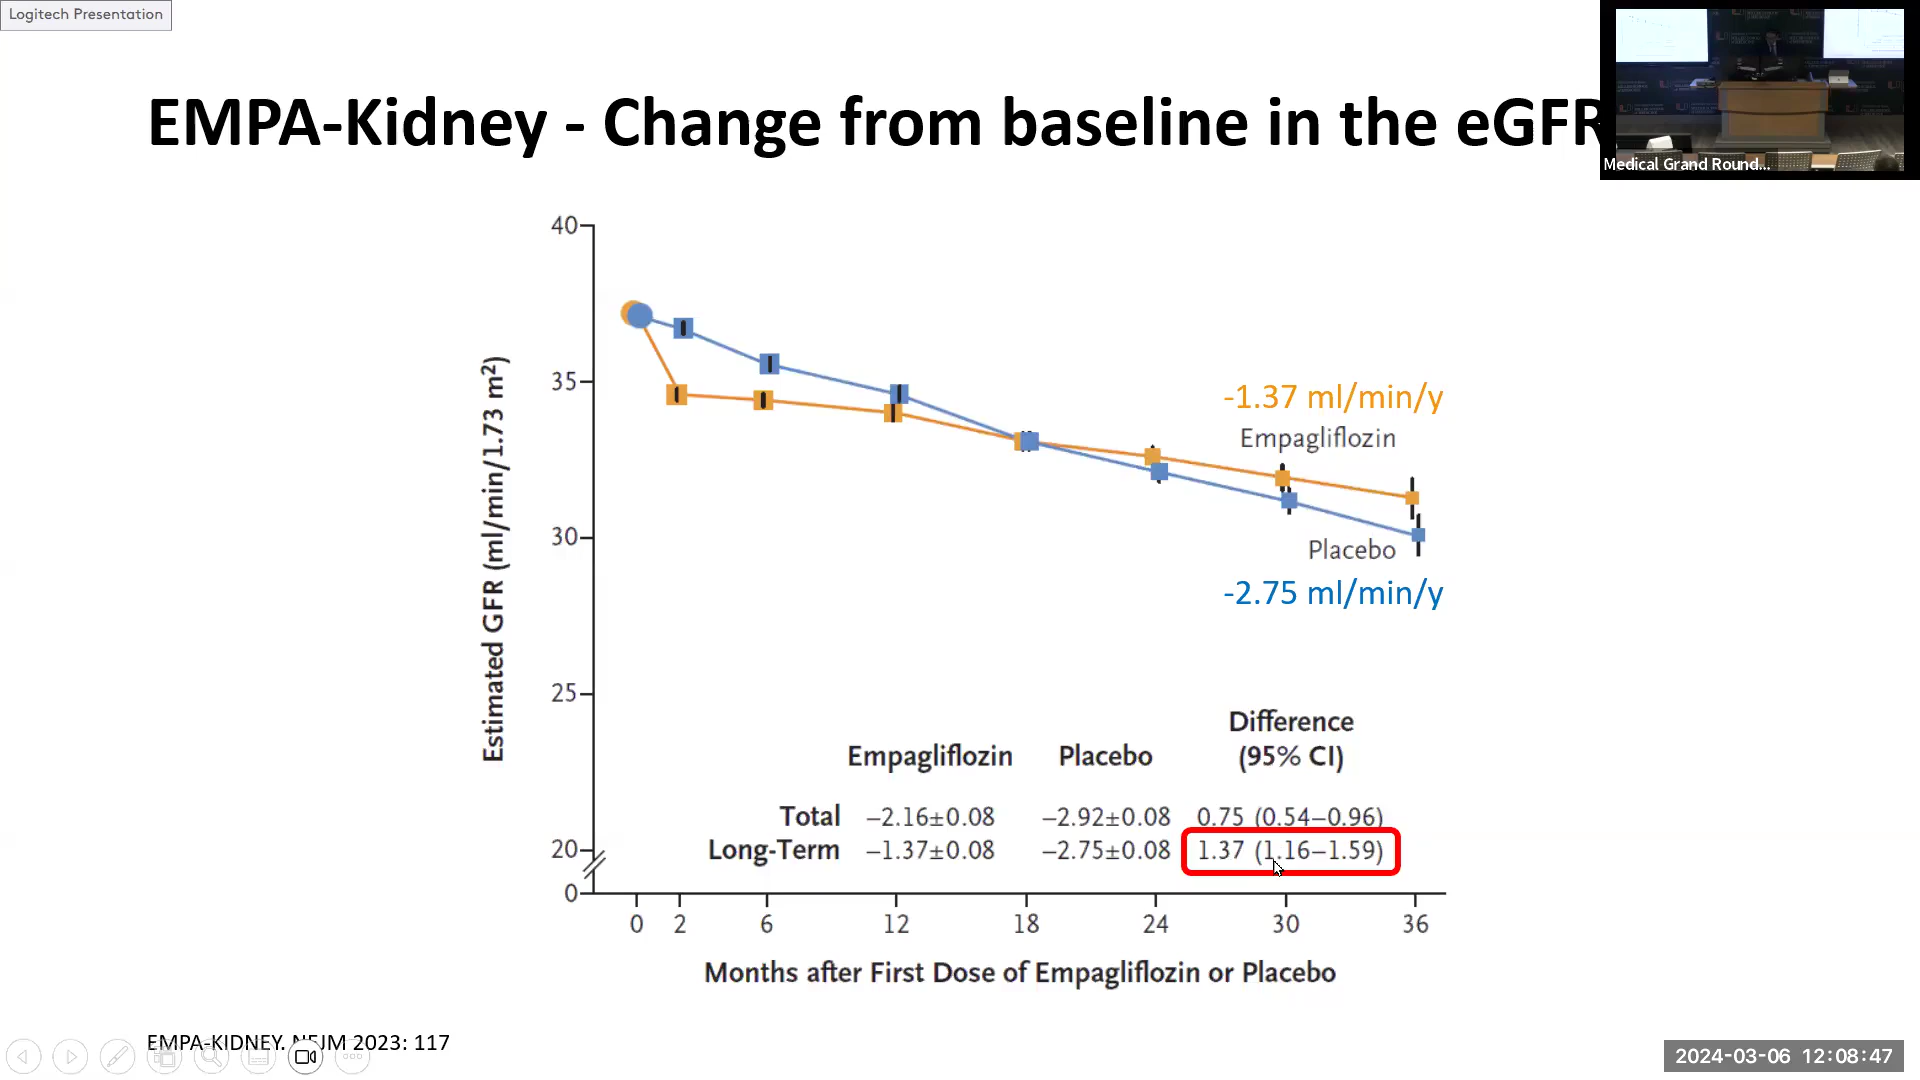 Logitech Presentation
EMPA-Kidney - Change from baseline in the eGFR
Medical Grand Round...
40
35
30
25
20
0
Estimated GFR (ml/min/1.73 m²)
-1.37 ml/min/y
Empagliflozin
Placebo
-2.75 ml/min/y
Difference
Empagliflozin Placebo (95% CI)
Total −2.16±0.08 −2.92±0.08 0.75 (0.54–0.96)
Long-Term −1.37±0.08 −2.75±0.08 1.37 (1.16–1.59)
0 2 6 12 18 24 30 36
Months after First Dose of Empagliflozin or Placebo
EMPA-KIDNEY. NEJM 2023: 117
2024-03-06 12:08:47